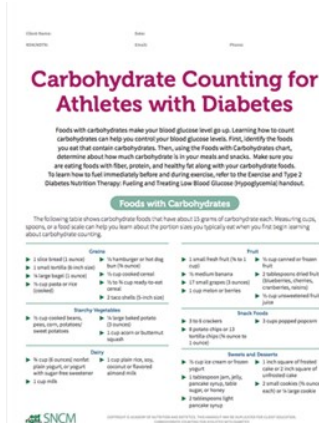 Client Name:
Date:
Email:
Phone:
Carbohydrate Counting for
Athletes with Diabetes
Foods with carbohydrates make your blood glucose level go up. Learning how to count
carbohydrates can help you control your blood glucose levels. First, identify the foods
you eat that contain carbohydrates. Then, using the Foods with Carbohydrates chart,
determine about how much carbohydrate is in your meals and snacks. Make sure you
are eating foods with fiber, protein, and healthy fat along with your carbohydrate foods.
To learn how to fuel immediately before and during exercise, refer to the Exercise and Type 2
Diabetes Nutrition Therapy: Fueling and Treating Low Blood Glucose (Hypoglycemia) handout.
Foods with Carbohydrates
The following table shows carbohydrate foods that have about 15 grams of carbohydrate each. Measuring cups,
spoons, or a food scale can help you learn about the portion sizes you typically eat when you first begin learning
about carbohydrate counting.
Grains
1 slice bread (1 ounce)
1 small tortilla (6-inch size)
¼ large bagel (1 ounce)
pasta or rice
(cooked)
½ hamburger or hot dog
bun (¾ ounce)
½ cup cooked cereal
ready to eat
cereal
2 taco shells (5-inch size)
Fruit
1 small fresh fruit (¾ to 1
cup)
½ medium banana
17 small grapes (3 ounces)
1 cup melon or berries
½ cup canned or frozen
fruit
2 tablespoons dried fruit
(blueberries, cherries,
cranberries, raisins)
½ cup unsweetened fruit
juice
Starchy Vegetables
½ cup cooked beans,
peas, corn, potatoes/
sweet potatoes
¼ large baked potato
(3 ounces)
1 cup acorn or butternut
squash
Snack Foods
3 to 6 crackers
8 potato chips or 13
tortilla chips (¾ ounce to
1 ounce)
3 cups popped popcorn
Dairy
(6 ounces) nonfat
plain yogurt, or yogurt
with sugar-free sweetener
1 cup milk
1 cup plain rice, soy,
coconut or flavored
almond milk
Sweets and Desserts
½ cup ice cream or frozen
yogurt
1 tablespoon jam, jelly,
pancake syrup, table
sugar, or honey
2 tablespoons light
pancake syrup
1 inch square of frosted
cake or 2 inch square of
unfrosted cake
2 small cookies
each) or ¼ large cookie
eat
right. SNCM